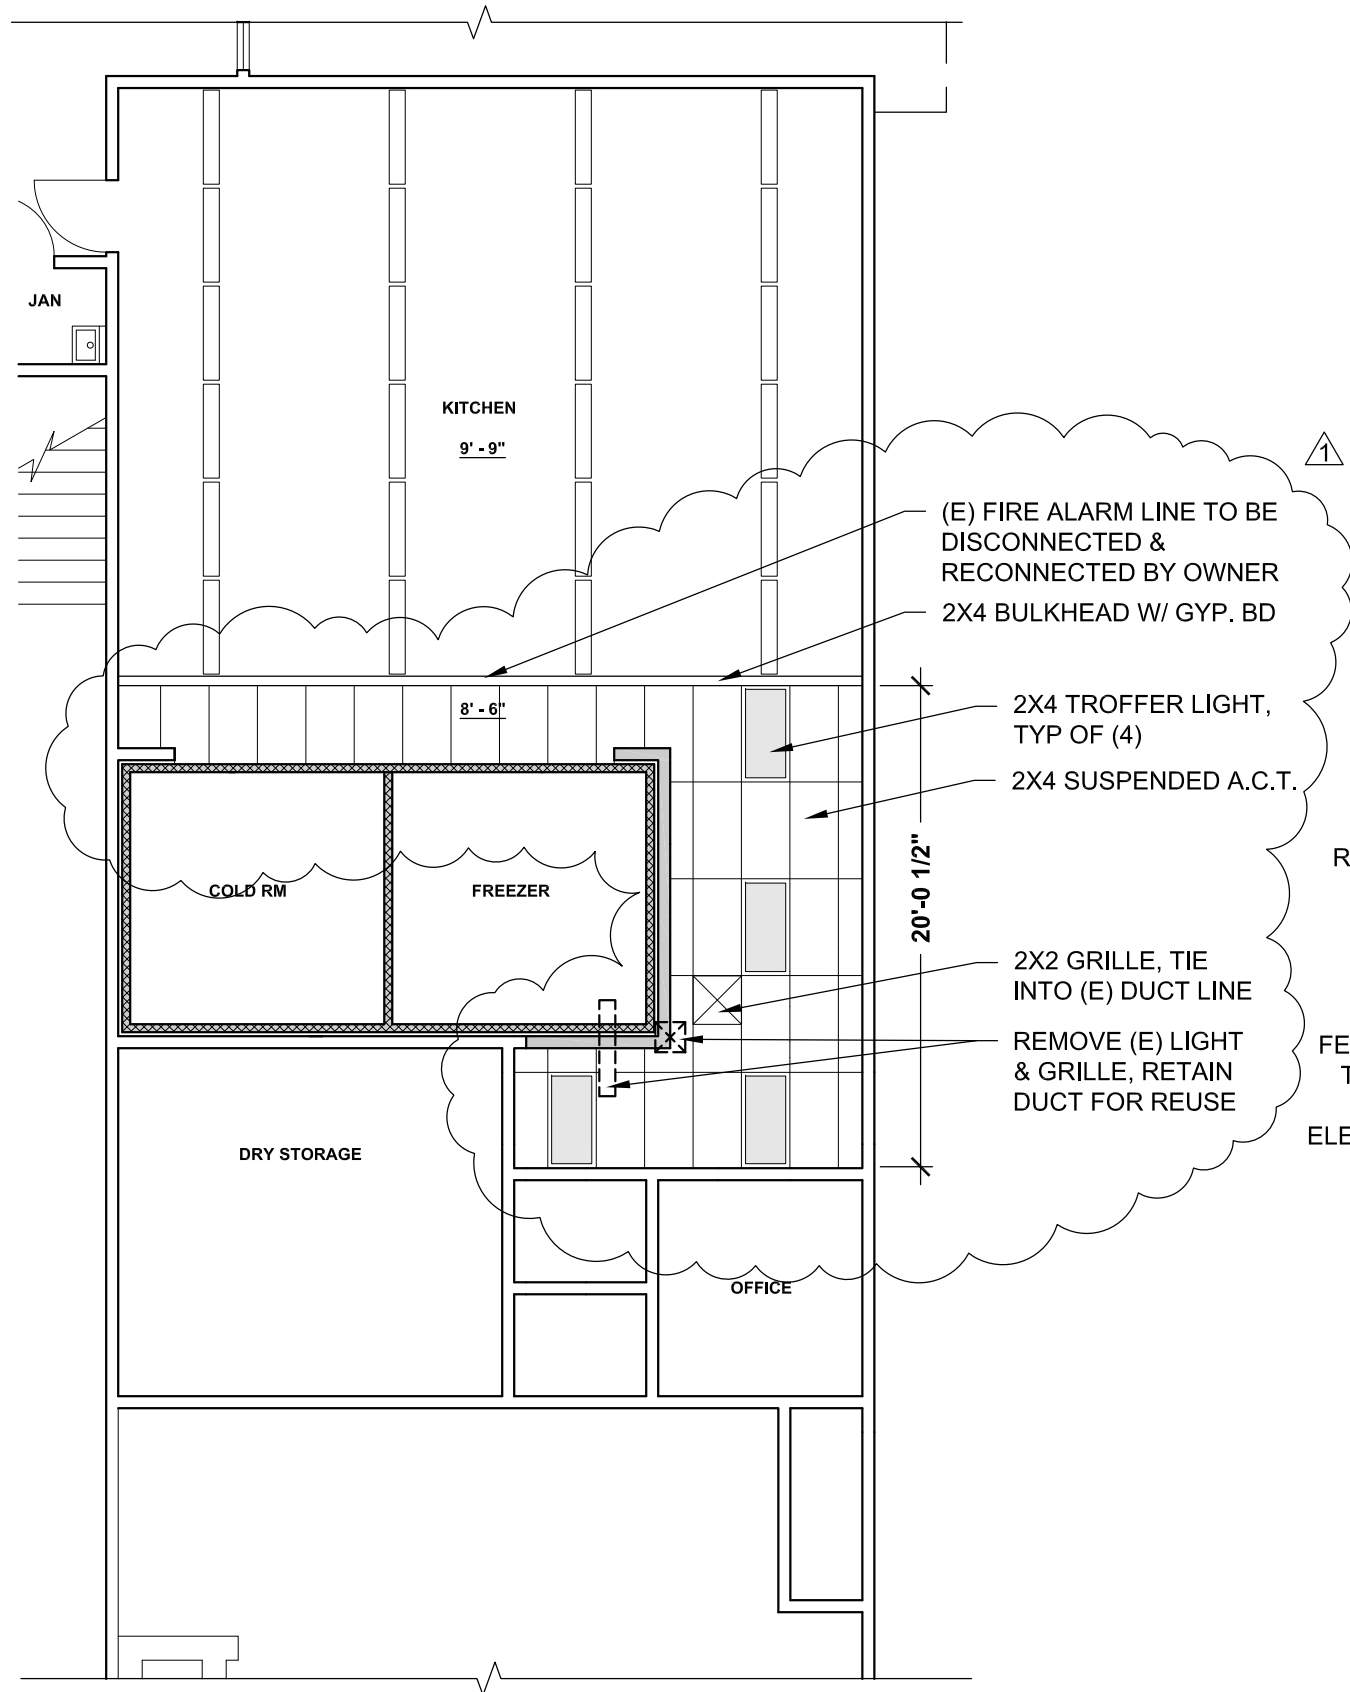 JAN
KITCHEN
9' - 9"
1
(E) FIRE ALARM LINE TO BE
DISCONNECTED &
RECONNECTED BY OWNER
2X4 BULKHEAD W/ GYP. BD
8' - 6"
2X4 TROFFER LIGHT,
TYP OF (4)
2X4 SUSPENDED A.C.T.
20'-0 1/2"
R
COLD RM
FREEZER
2X2 GRILLE, TIE
INTO (E) DUCT LINE
REMOVE (E) LIGHT
& GRILLE, RETAIN
DUCT FOR REUSE
FE
T
ELE
DRY STORAGE
OFFICE